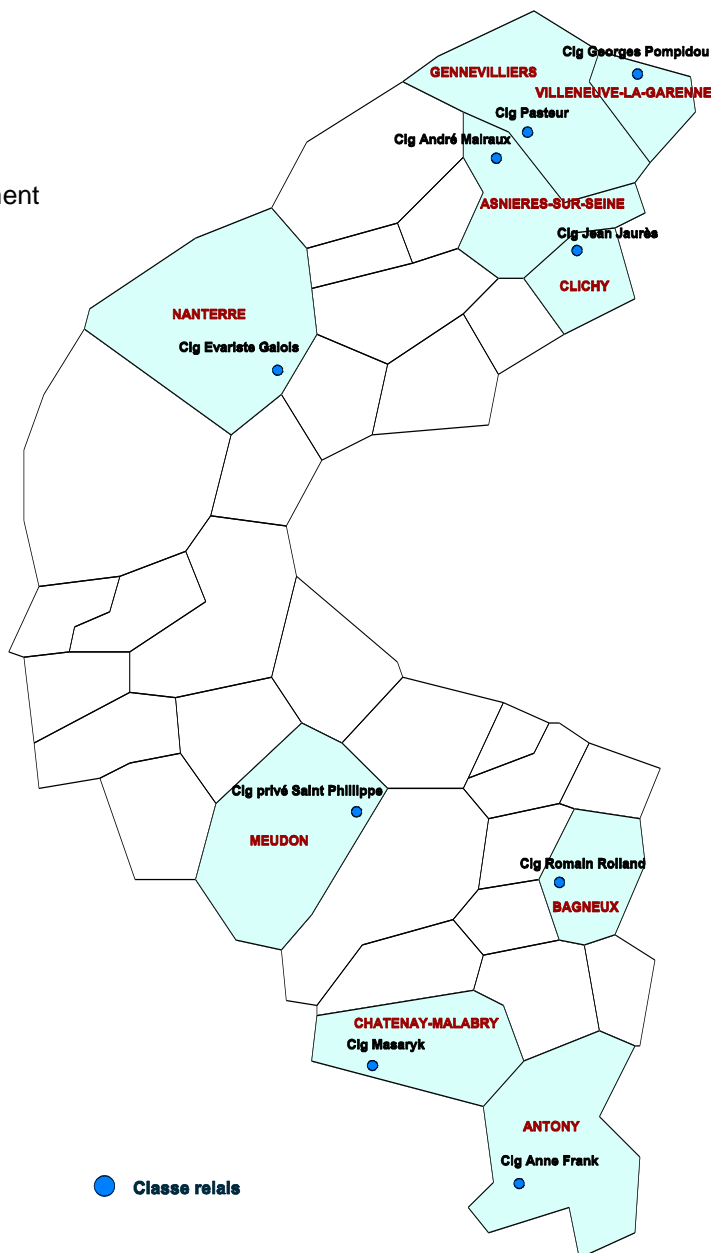 Clg Georges Pompidou
GENNEVILLIERS
VILLENEUVE-LA-GARENNE
Clg Pasteur
Clg André Malraux
ment
ASNIERES-SUR-SEINE
Clg Jean Jaurès
CLICHY
NANTERRE
Clg Evariste Galois
Clg privé Saint Philippe
MEUDON
Clg Romain Rolland
BAGNEUX
CHATENAY-MALABRY
Clg Masaryk
ANTONY
Clg Anne Frank
Classe relais